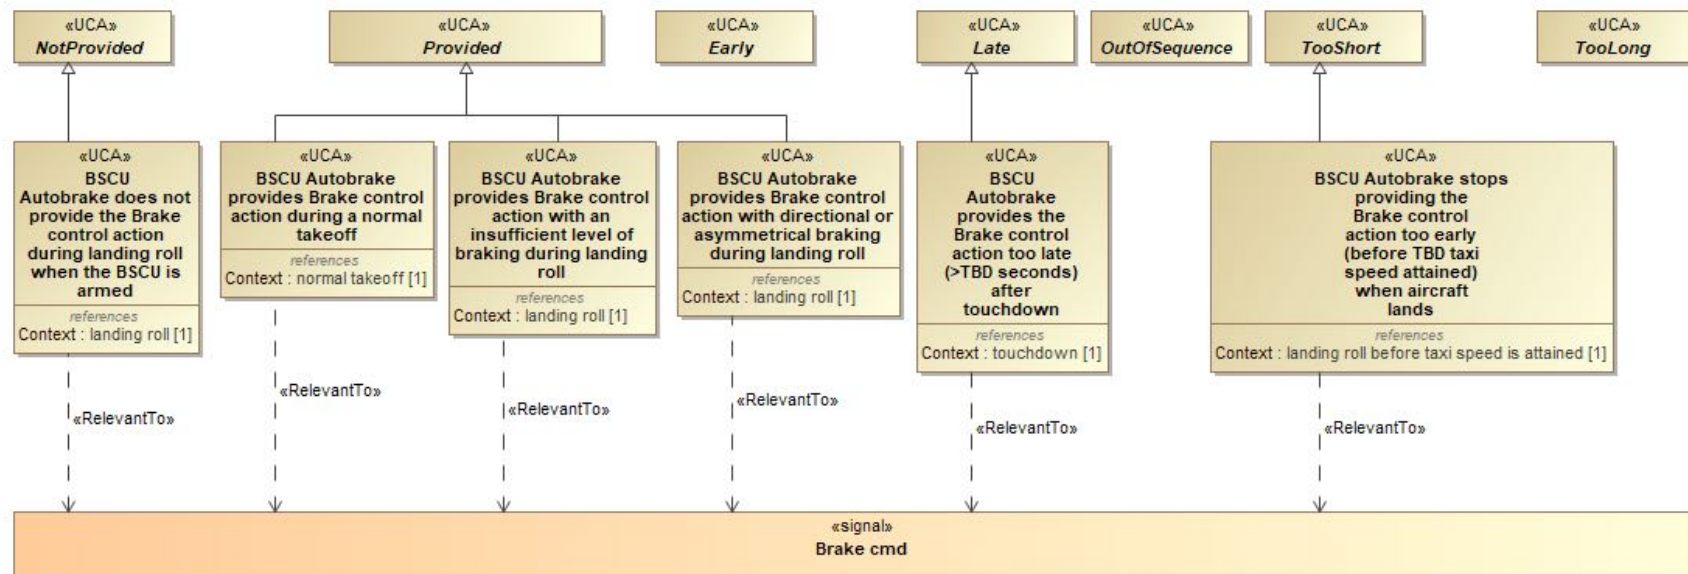 «UCA»
NotProvided
«UCA»
Provided
«UCA»
Early
«UCA»
Late
«UCA»
OutOfSequence
«UCA»
TooShort
«UCA»
TooLong
«UCA»
BSCU
Autobrake does not
provide the Brake
control action
during landing roll
when the BSCU is
armed
references
Context : landing roll [1]
«UCA»
BSCU Autobrake
provides Brake control
action during a normal
takeoff
references
Context : normal takeoff [1]
«UCA»
BSCU Autobrake
provides Brake control
action with an
insufficient level of
braking during landing
roll
references
Context : landing roll [1]
«UCA»
BSCU Autobrake
provides Brake control
action with directional or
asymmetrical braking
during landing roll
references
Context : landing roll [1]
«UCA»
BSCU
Autobrake
provides the
Brake control
action too late
(>TBD seconds)
after
touchdown
references
Context : touchdown [1]
«UCA»
BSCU Autobrake stops
providing the
Brake control
action too early
(before TBD taxi
speed attained)
when aircraft
lands
references
Context : landing roll before taxi speed is attained [1]
«RelevantTo»
«RelevantTo»
«RelevantTo»
«RelevantTo»
«RelevantTo»
«RelevantTo»
«signal»
Brake cmd